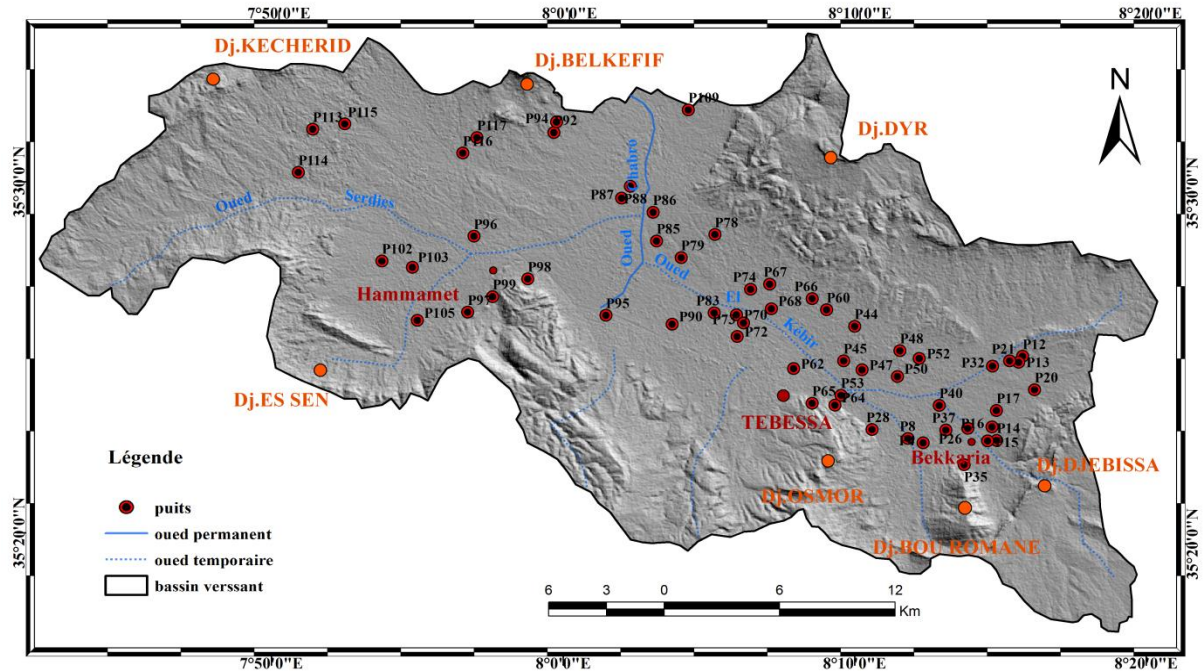 7°50'0"E 8°0'0"E 8°10'0"E 8°20'0"E
Dj.KECHERID
Dj.BELKEFIF
N
P109
P113
P115
P117
P94
P92
P116
Dj.DYR
P114
35°30'0"N
35°30'0"N
Oued
Serdies
P87
P88
P86
Oued
P96
P85
P78
P79
P102
P103
Oued
P98
P74
P67
Hammamet
P99
P97
El
P66
P105
P95
P90
P83
P73
P70
P68
P60
P72
Kébir
P44
P48
P45
P47
P52
P50
P21
P12
P32
P13
P62
P20
Dj.ES SEN
P65
P53
P64
TEBESSA
P40
P17
P28
P8
P37
P16
P14
P26
P15
Bekkaria
P35
Dj.DJEBISSA
Dj.OSMOR
Dj.BOU ROMANE
Légende
puits
oued permanent
oued temporaire
bassin verssant
35°20'0"N
35°20'0"N
6 3 0 6 12
Km
7°50'0"E 8°0'0"E 8°10'0"E 8°20'0"E